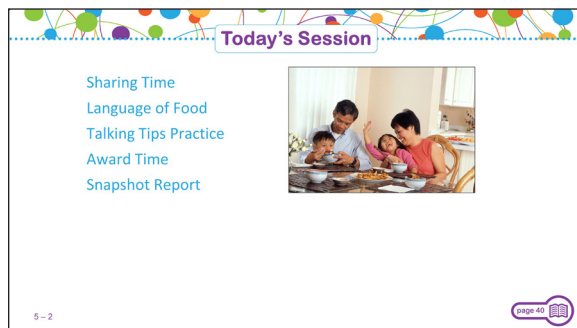 Today's Session
Sharing Time
Language of Food
Talking Tips Practice
Award Time
Snapshot Report
5 – 2
page 40